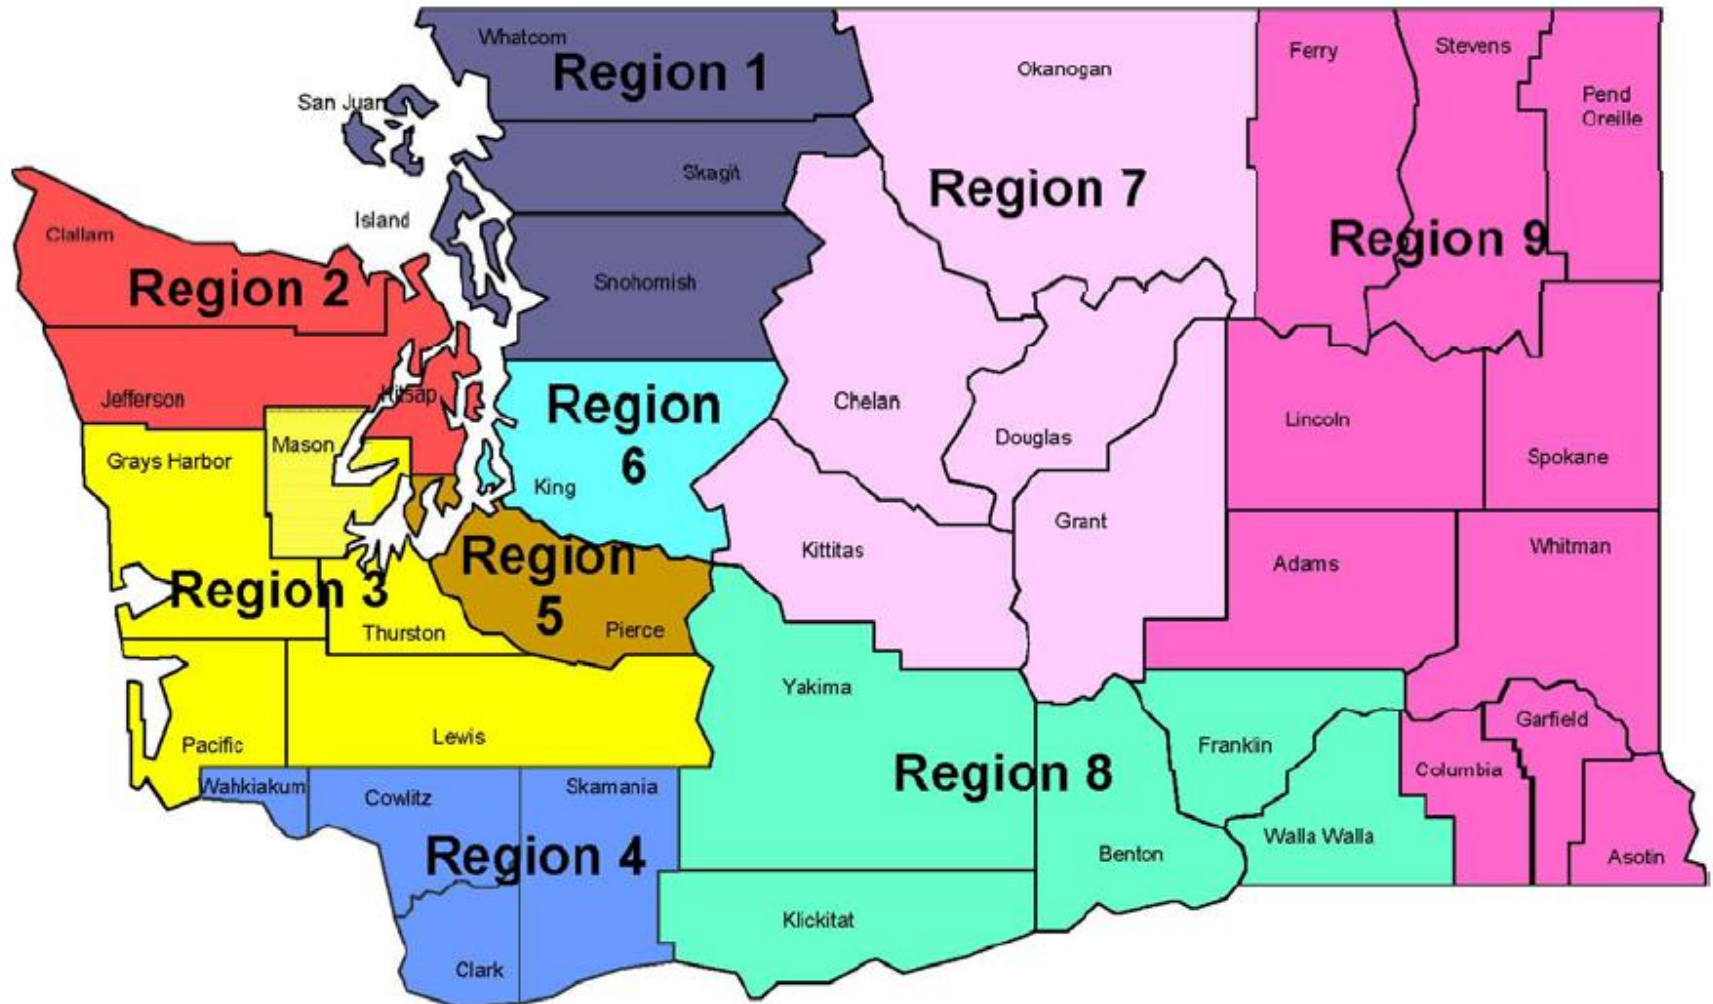 Whatcom
Region 1
Okanogan
Ferry
Stevens
Pend
Oreille
San Juan
Skagit
Region 7
Island
Clallam
Region 9
Region 2
Snohomish
Jefferson
Kitsap
Region
6
Chelan
Lincoln
Douglas
Mason
Grays Harbor
Spokane
King
Grant
Kittitas
Whitman
Region
5
Adams
Region 3
Thurston
Pierce
Yakima
Garfield
Lewis
Pacific
Franklin
Region 8
Columbia
Wahkiakum
Cowlitz
Skamania
Walla Walla
Region 4
Benton
Asotin
Klickitat
Clark